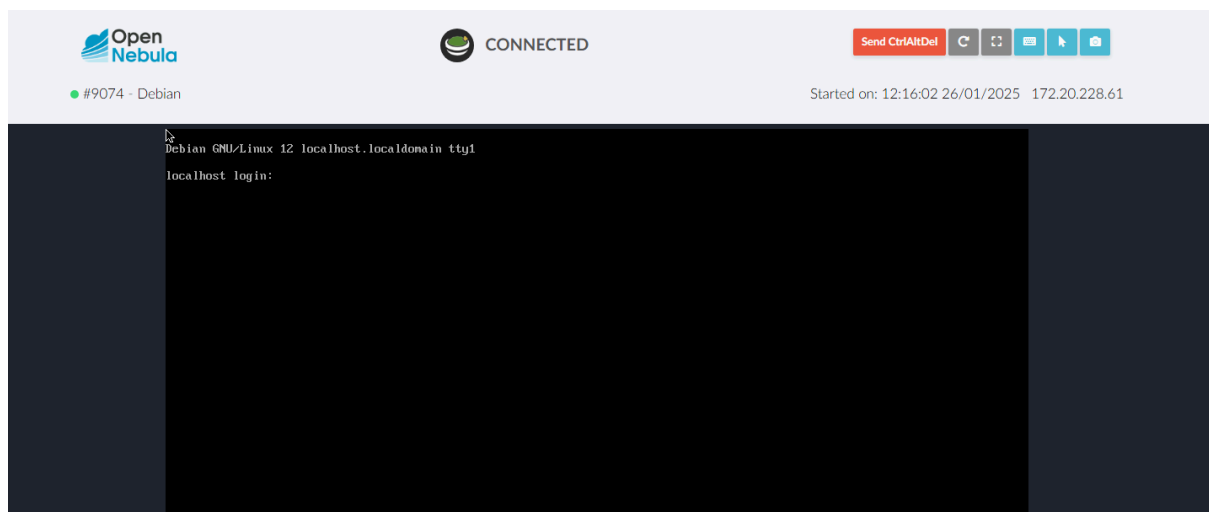 Open
Nebula
CONNECTED
Send CtrlAltDel
#9074 - Debian
Started on: 12:16:02 26/01/2025 172.20.228.61
Debian GNU/Linux 12 localhost.localdomain tty1
localhost login: